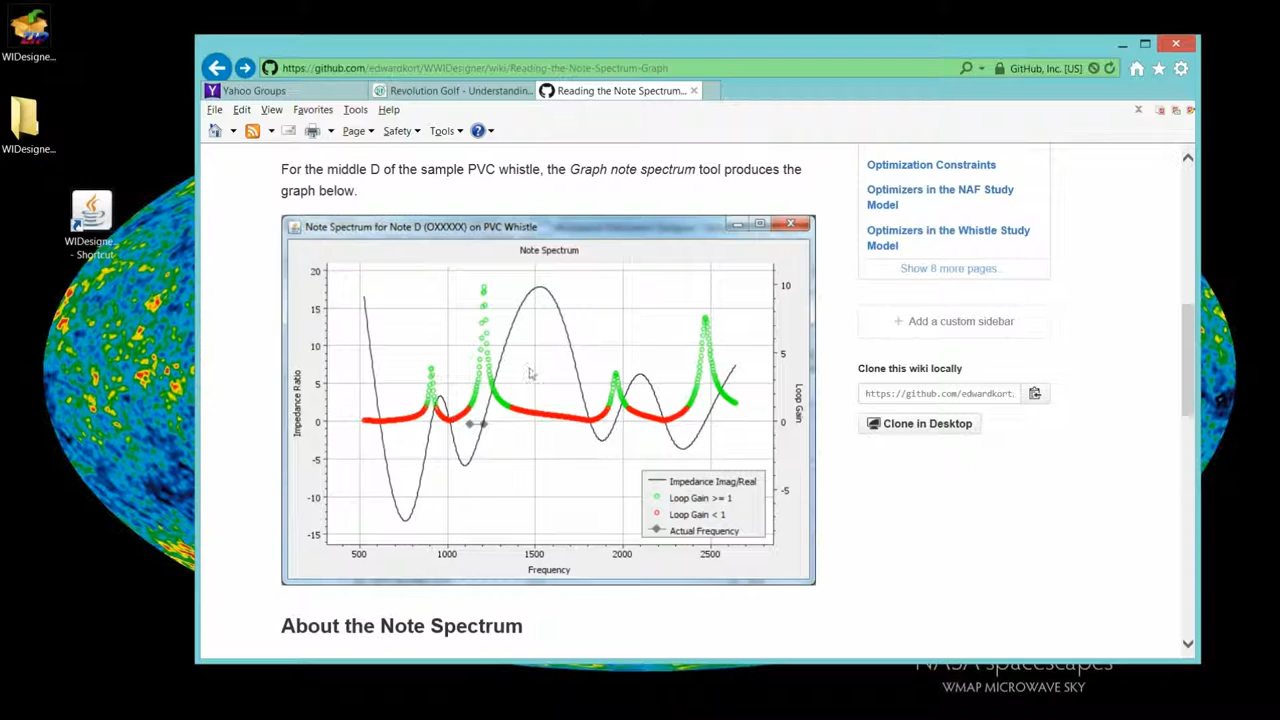 WIDesigne...
WIDesigne...
WIDesigne...
- Shortcut
https://github.com/edwardkort/WWIDesigner/wiki/Reading-the-Note-Spectrum-Graph
GitHub, Inc. [US]
Yahoo Groups
Revolution Golf - Understandin...
Reading the Note Spectrum...
File Edit View Favorites Tools Help
Page Safety Tools
For the middle D of the sample PVC whistle, the Graph note spectrum tool produces the
graph below.
Note Spectrum for Note D (OXXXXX) on PVC Whistle
Note Spectrum
20
15
10
5
0
-5
-10
-15
Impedance Ratio
10
5
0
-5
Loop Gain
Impedance Imag/Real
Loop Gain >= 1
Loop Gain < 1
Actual Frequency
500 1000 1500 2000 2500
Frequency
About the Note Spectrum
Optimization Constraints
Optimizers in the NAF Study
Model
Optimizers in the Whistle Study
Model
Show 8 more pages...
+ Add a custom sidebar
Clone this wiki locally
https://github.com/edwardkort.
Clone in Desktop
NASA spacescapes
WMAP MICROWAVE SKY